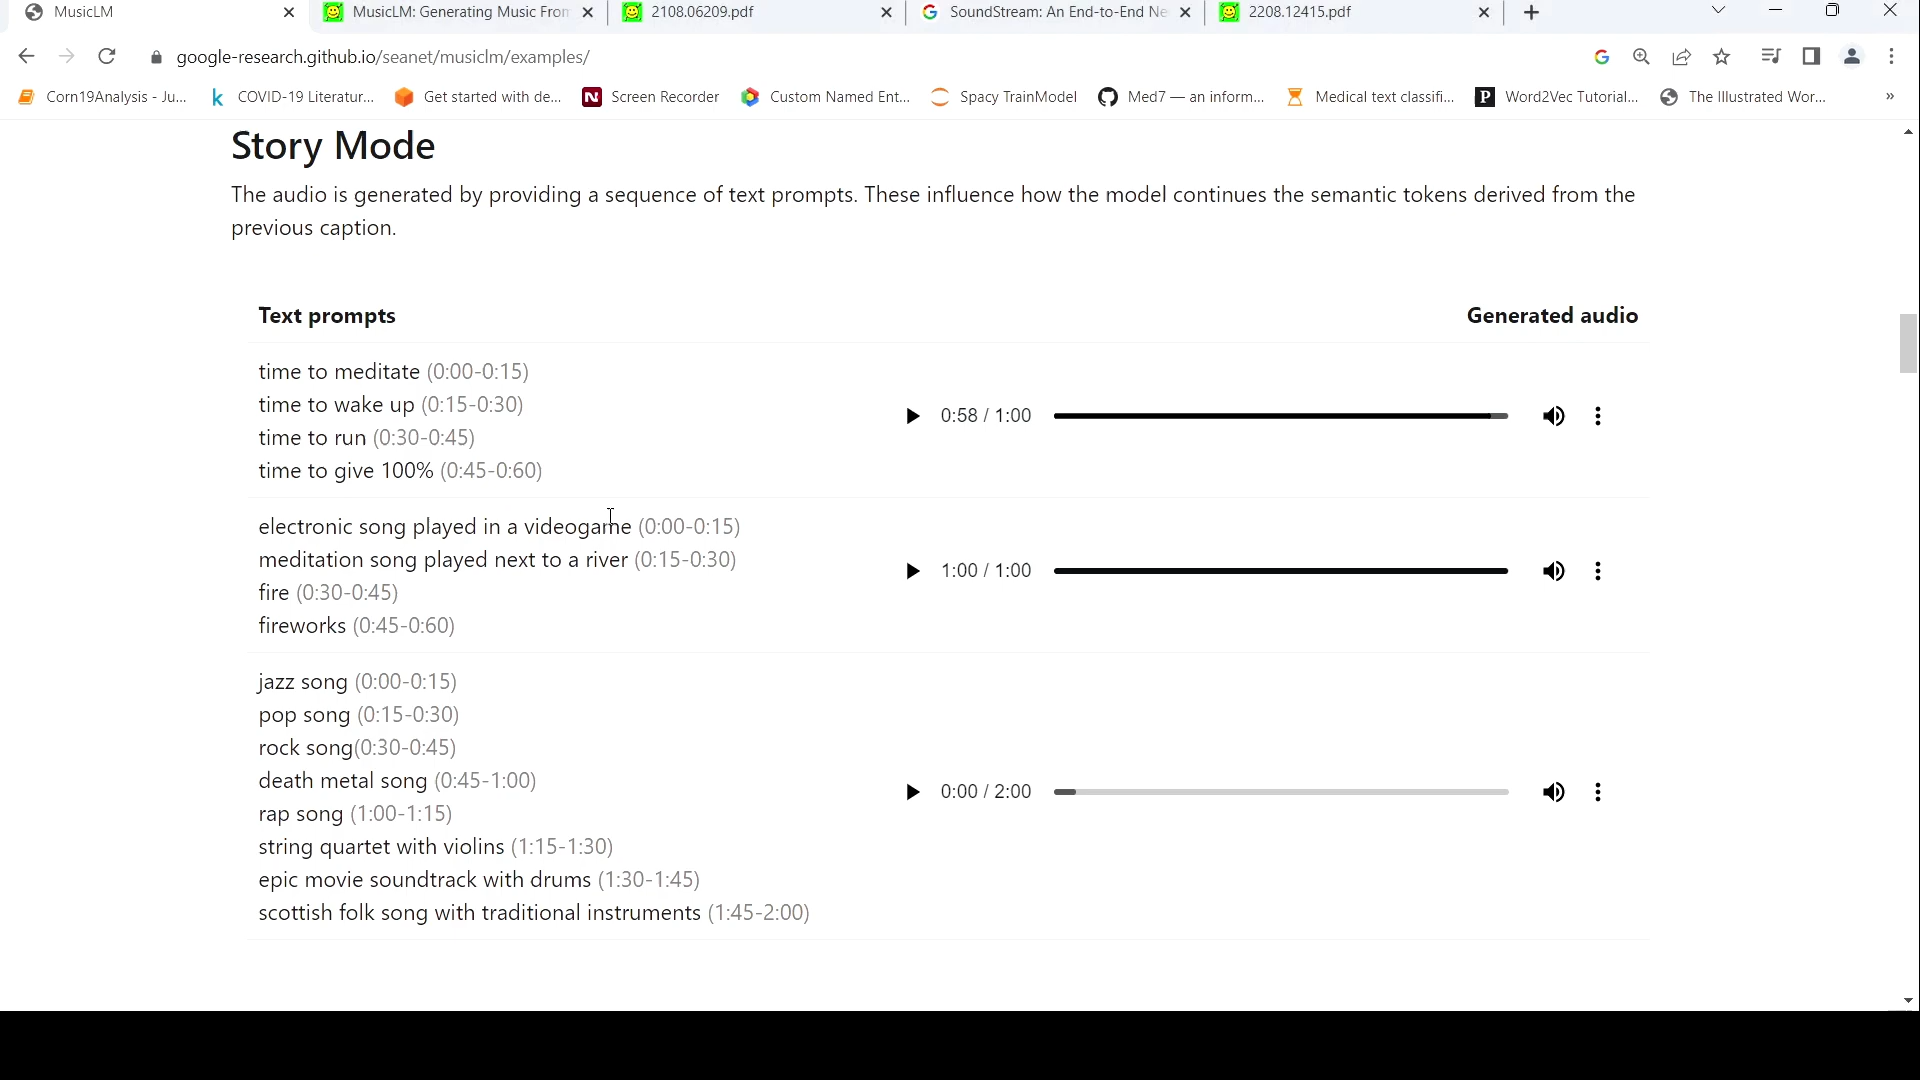 MusicLM
MusicLM: Generating Music From
2108.06209.pdf
SoundStream: An End-to-End Ne
2208.12415.pdf
google-research.github.io/seanet/musiclm/examples/
Corn19Analysis - Ju...
COVID-19 Literatur...
Get started with de...
Screen Recorder
Custom Named Ent...
Spacy TrainModel
Med7 — an inform...
Medical text classifi...
Word2Vec Tutorial...
The Illustrated Wor...
»
Story Mode
The audio is generated by providing a sequence of text prompts. These influence how the model continues the semantic tokens derived from the
previous caption.
Text prompts
Generated audio
time to meditate (0:00-0:15)
time to wake up (0:15-0:30)
time to run (0:30-0:45)
time to give 100% (0:45-0:60)
0:58 / 1:00
electronic song played in a videogame (0:00-0:15)
meditation song played next to a river (0:15-0:30)
fire (0:30-0:45)
fireworks (0:45-0:60)
1:00 / 1:00
jazz song (0:00-0:15)
pop song (0:15-0:30)
rock song(0:30-0:45)
death metal song (0:45-1:00)
rap song (1:00-1:15)
string quartet with violins (1:15-1:30)
epic movie soundtrack with drums (1:30-1:45)
scottish folk song with traditional instruments (1:45-2:00)
0:00 / 2:00